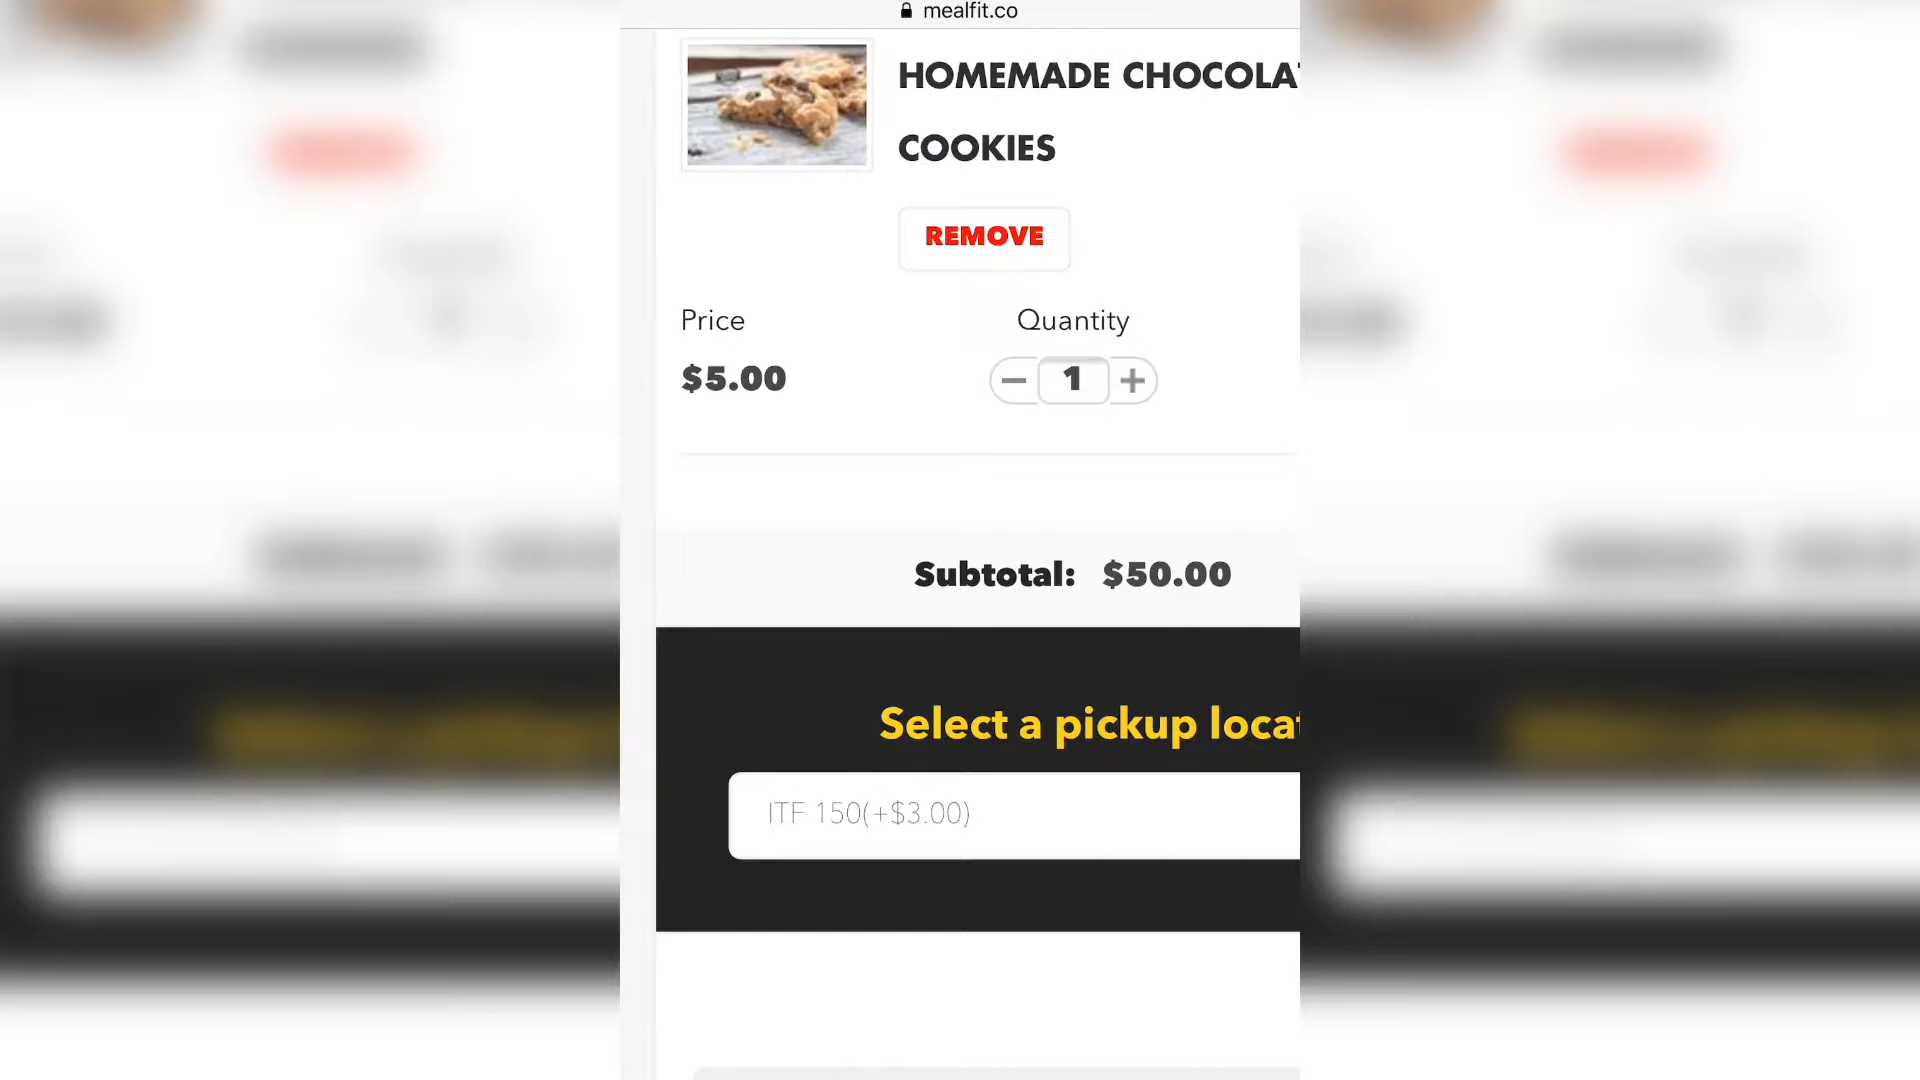 mealfit.co
HOMEMADE CHOCOLA
COOKIES
REMOVE
Price
Quantity
$5.00
1
Subtotal: $50.00
Select a pickup loca
ITF 150(+$3.00)